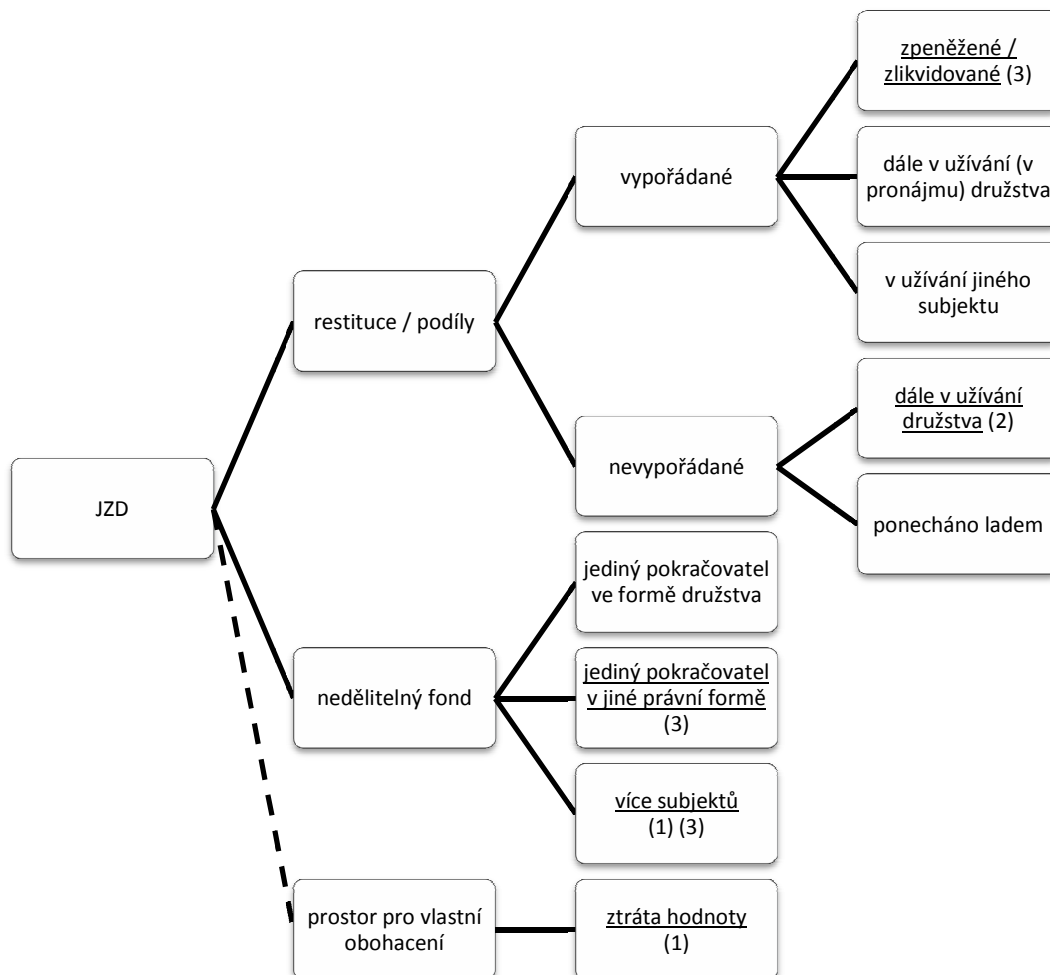 zpeněžené /
zlikvidované (3)
vypořádané
dále v užívání (v
pronájmu) družstva
v užívání jiného
subjektu
restituce / podíly
dále v užívání
družstva (2)
nevypořádané
ponecháno ladem
JZD
jediný pokračovatel
ve formě družstva
nedělitelný fond
jediný pokračovatel
v jiné právní formě
(3)
více subjektů
(1) (3)
prostor pro vlastní
obohacení
ztráta hodnoty
(1)